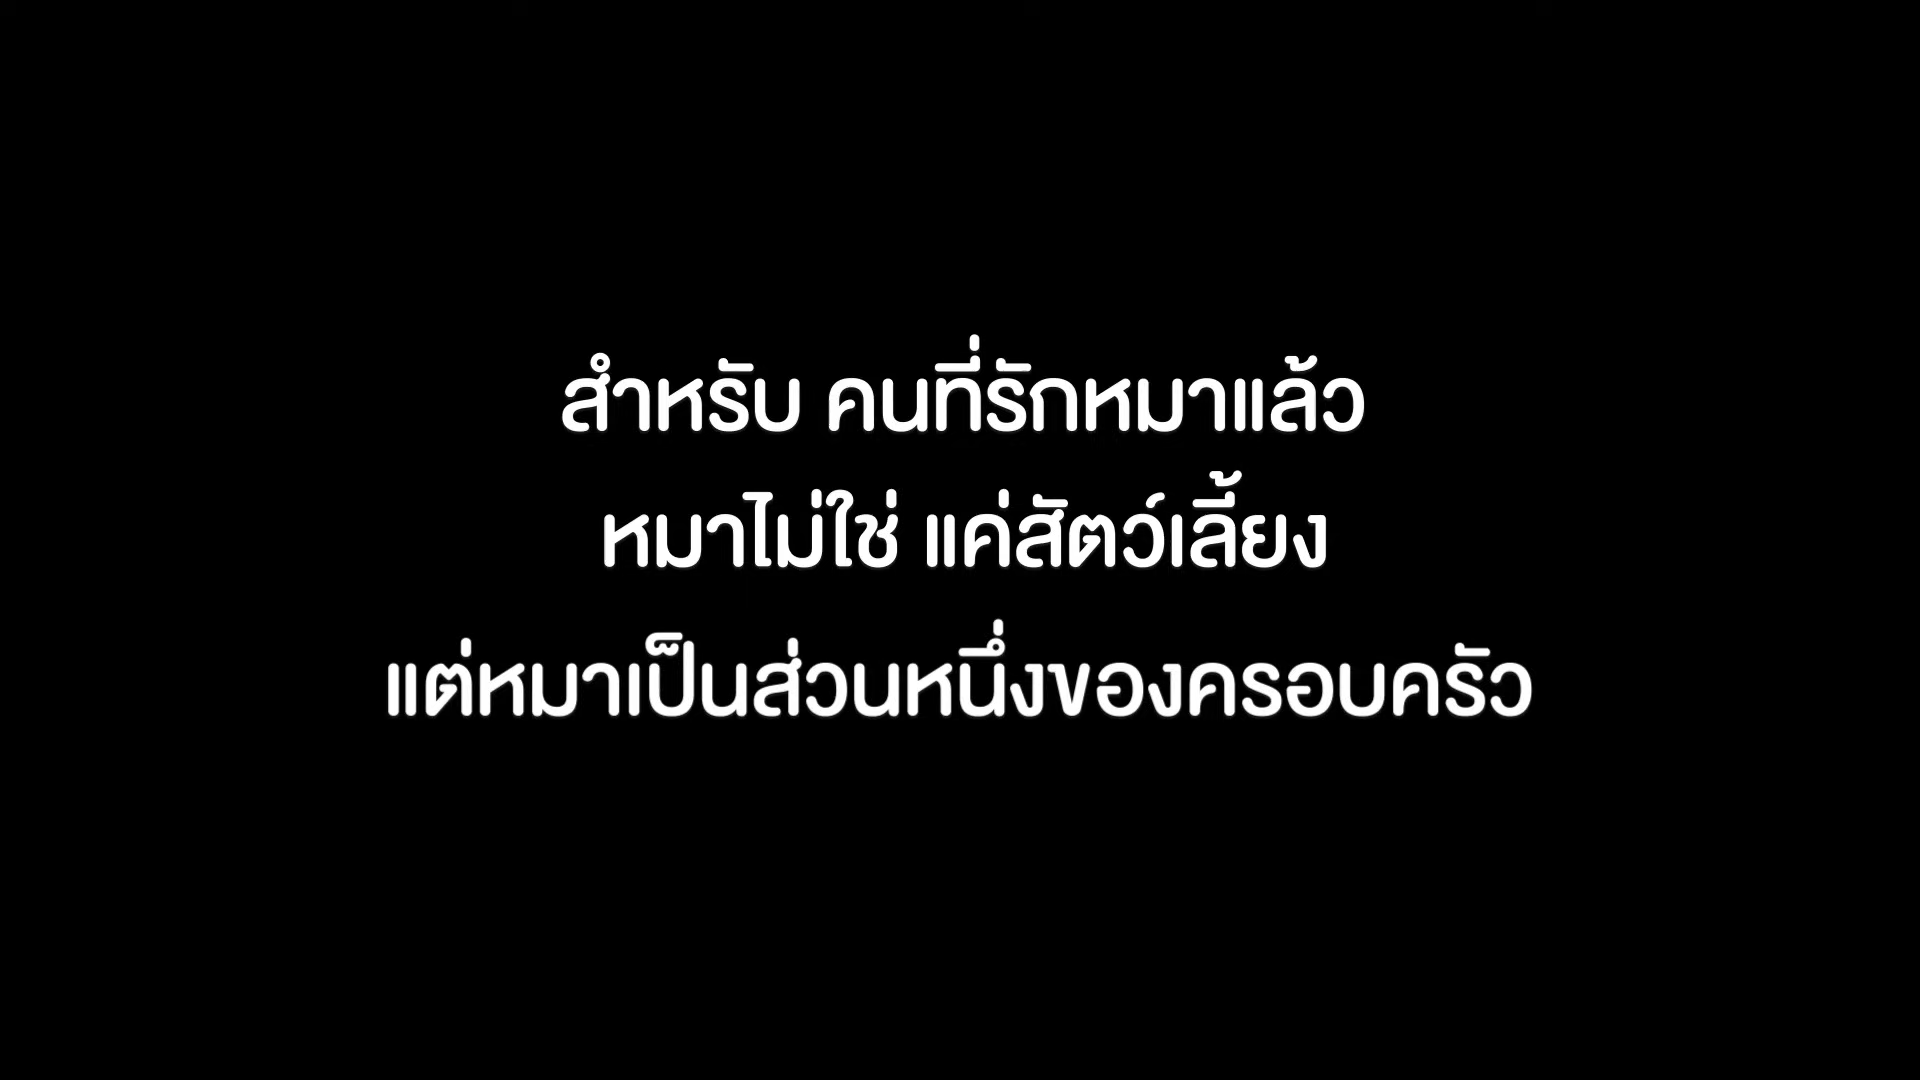 สำหรับ คนที่รักหมาแล้ว
หมาไม่ใช่ แค่สัตว์เลี้ยง
แต่หมาเป็นส่วนหนึ่งของครอบครัว